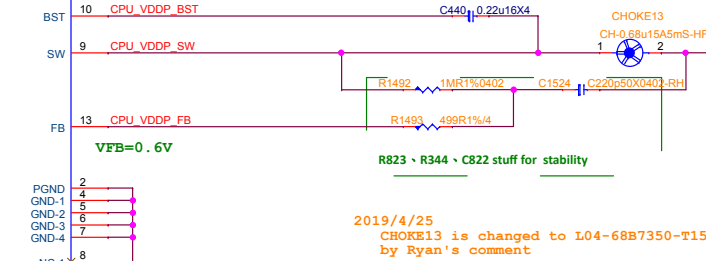 BST 10 CPU_VDDP_BST C440 0.22u16X4
CHOKE13
CH-0.68u15A5mS-HF
SW 9 CPU_VDDP_SW 1 2
R1492 1MR1%0402 C1524 C220p50X0402-RH
FB 13 CPU_VDDP_FB R1493 499R1%/4
VFB=0.6V
R823、R344、C822 stuff for stability
PGND 2
GND-1 4
GND-2 5
GND-3 6
GND-4 7
8
2019/4/25
CHOKE13 is changed to L04-68B7350-T15
by Ryan's comment